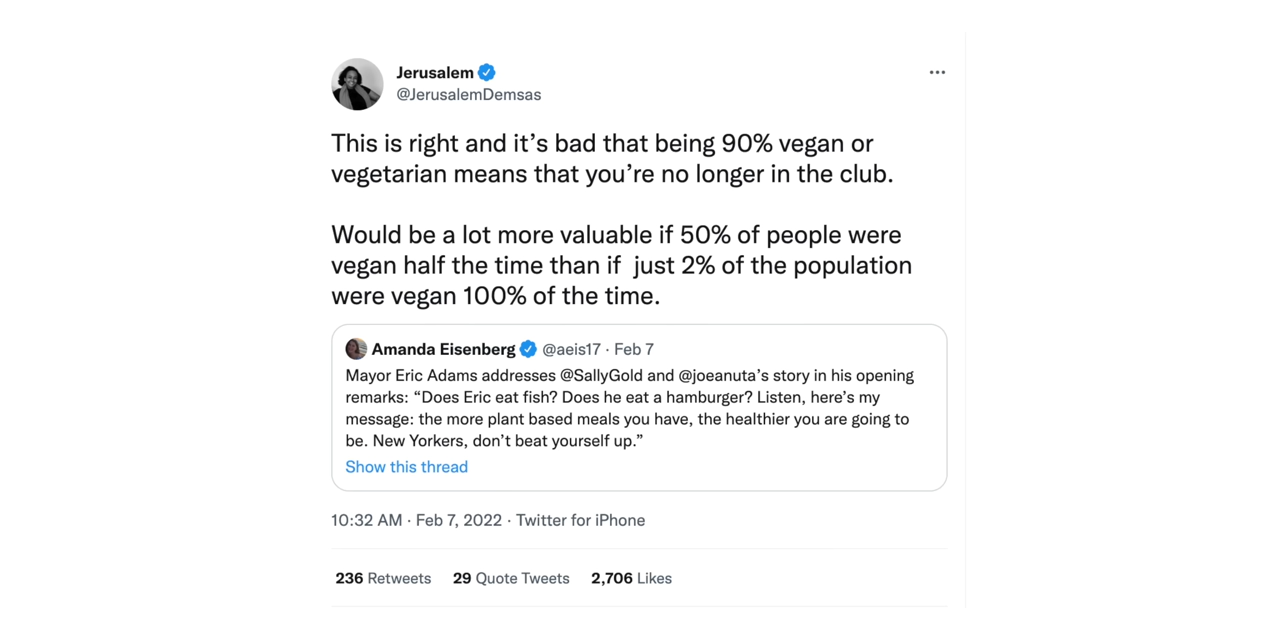 Jerusalem
@JerusalemDemsas
This is right and it’s bad that being 90% vegan or
vegetarian means that you’re no longer in the club.
Would be a lot more valuable if 50% of people were
vegan half the time than if  just 2% of the population
were vegan 100% of the time.
Amanda Eisenberg @aeis17 · Feb 7
Mayor Eric Adams addresses @SallyGold and @joeanuta’s story in his opening
remarks: “Does Eric eat fish? Does he eat a hamburger? Listen, here’s my
message: the more plant based meals you have, the healthier you are going to
be. New Yorkers, don’t beat yourself up.”
Show this thread
10:32 AM · Feb 7, 2022 · Twitter for iPhone
236 Retweets 29 Quote Tweets 2,706 Likes